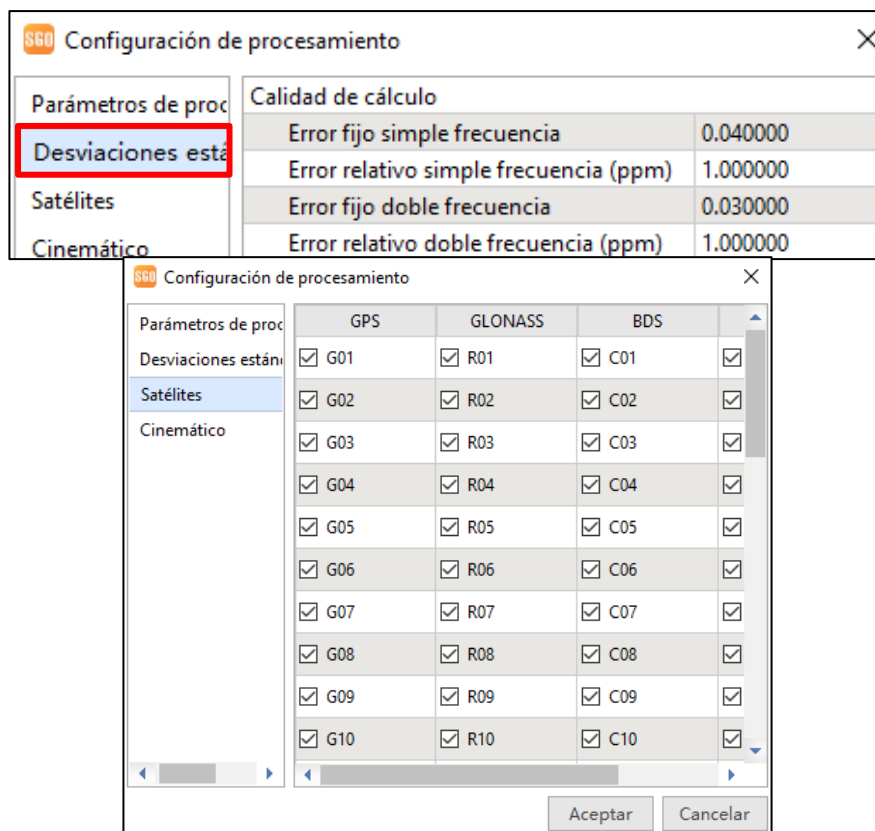 SGO Configuración de procesamiento
Parámetros de proc Calidad de cálculo
Desviaciones está Error fijo simple frecuencia 0.040000
Error relativo simple frecuencia (ppm) 1.000000
Satélites Error fijo doble frecuencia 0.030000
Cinemático Error relativo doble frecuencia (ppm) 1.000000
SGO Configuración de procesamiento
Parámetros de proc GPS GLONASS BDS
Desviaciones están G01 R01 C01
Satélites G02 R02 C02
Cinemático G03 R03 C03
G04 R04 C04
G05 R05 C05
G06 R06 C06
G07 R07 C07
G08 R08 C08
G09 R09 C09
G10 R10 C10
Aceptar Cancelar